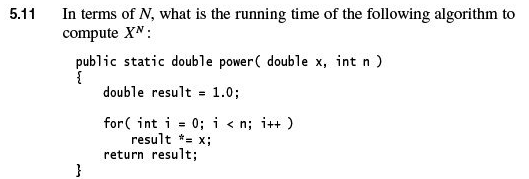 5.11 In terms of N, what is the running time of the following algorithm to
compute Xᴺ:
public static double power( double x, int n )
{
double result = 1.0;
for( int i = 0; i < n; i++ )
result *= x;
return result;
}